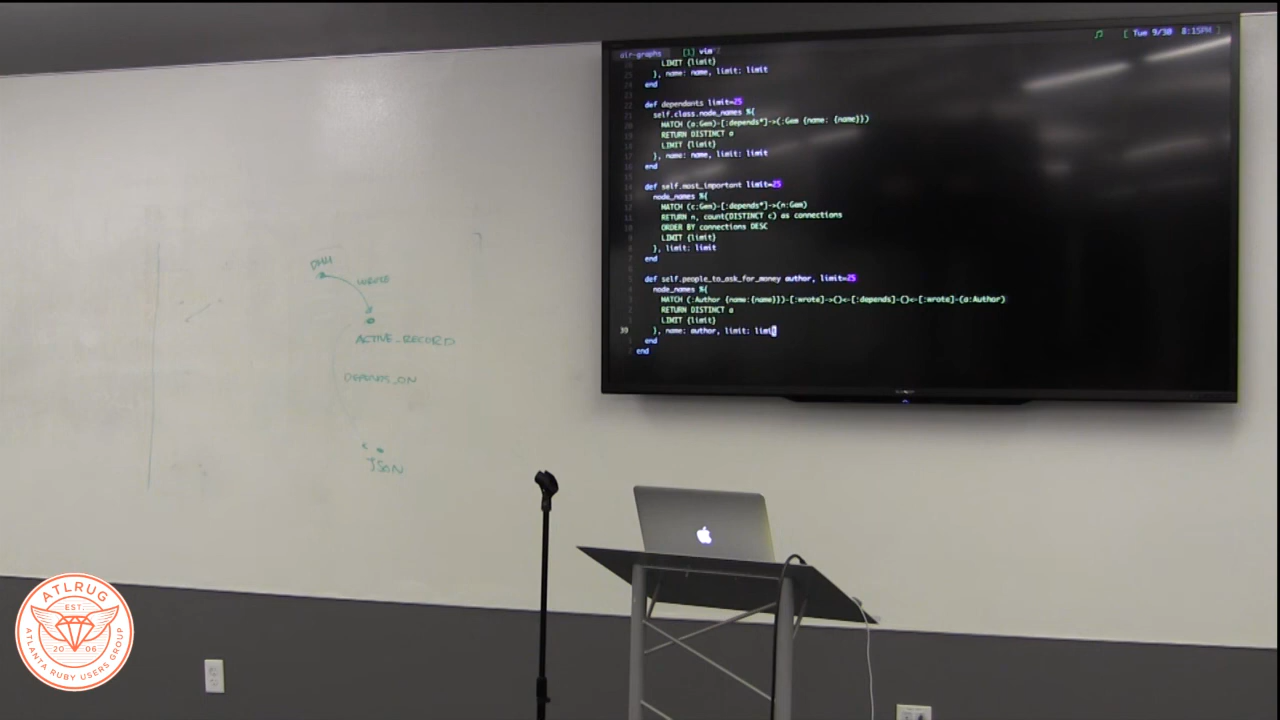 air-graphs [1] vim
♫ [ Tue 9/30 8:15PM ]
LIMIT {limit}
}, name: name, limit: limit
end
def dependants limit=25
self.class.node_names %{
MATCH (a:Gem)-[:depends*]->(:Gem {name: {name}})
RETURN DISTINCT a
LIMIT {limit}
}, name: name, limit: limit
end
def self.most_important limit=25
node_names %{
MATCH (c:Gem)-[:depends*]->(n:Gem)
RETURN n, count(DISTINCT c) as connections
ORDER BY connections DESC
LIMIT {limit}
}, limit: limit
end
def self.people_to_ask_for_money author, limit=25
node_names %{
MATCH (:Author {name:{name}})-[:wrote]->()<-[:depends]-()<-[:wrote]-(a:Author)
RETURN DISTINCT a
LIMIT {limit}
39 }, name: author, limit: limit
end
end
DHH
WROTE
ACTIVE_RECORD
DEPENDS_ON
JSON
ATLRUG
EST.
20 06
ATLANTA RUBY USERS GROUP